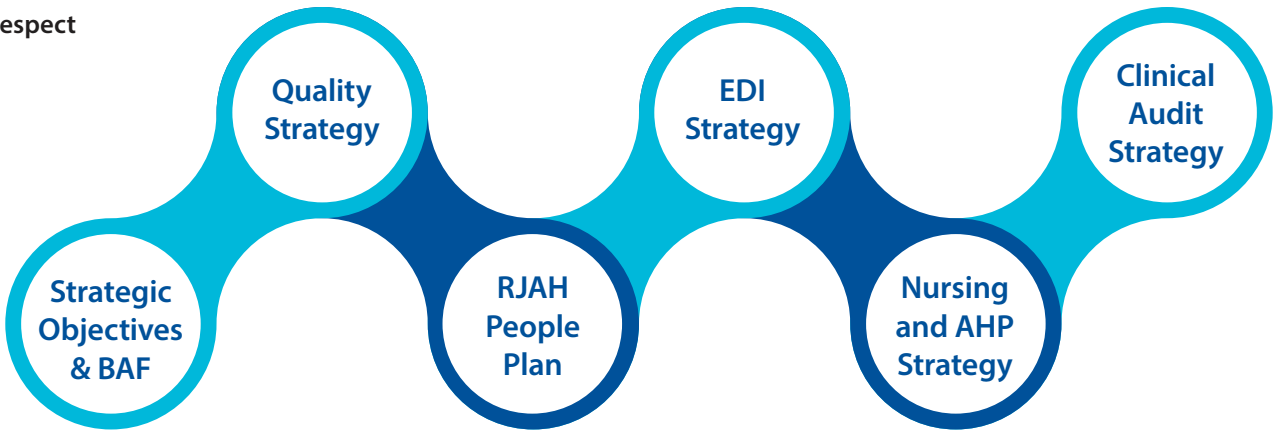 espect
Quality
Strategy
EDI
Strategy
Clinical
Audit
Strategy
Strategic
Objectives
& BAF
RJAH
People
Plan
Nursing
and AHP
Strategy